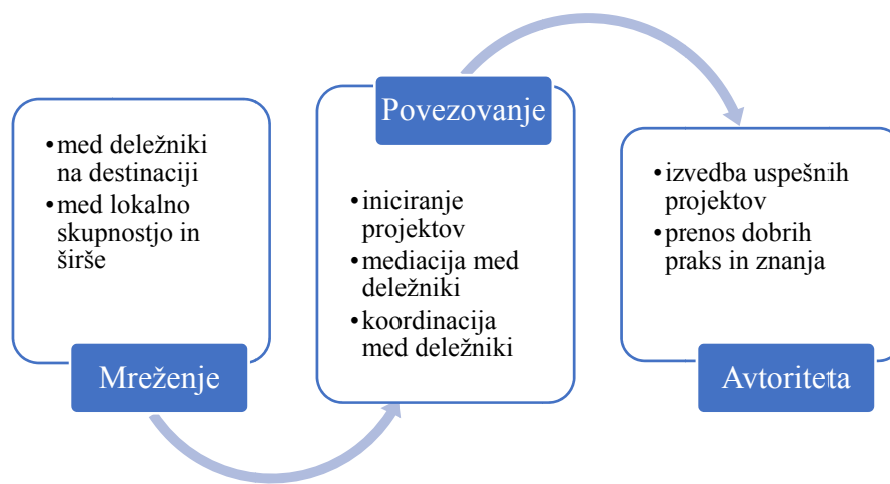 •med deležniki
na destinaciji
•med lokalno
skupnostjo in
širše
Mreženje
Povezovanje
•iniciranje
projektov
•mediacija med
deležniki
•koordinacija
med deležniki
•izvedba uspešnih
projektov
•prenos dobrih
praks in znanja
Avtoriteta